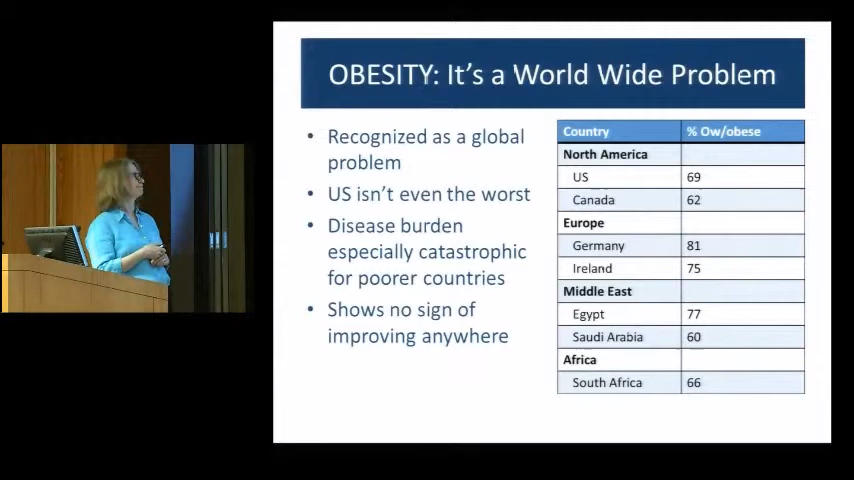 OBESITY: It's a World Wide Problem
• Recognized as a global
problem
• US isn't even the worst
• Disease burden
especially catastrophic
for poorer countries
• Shows no sign of
improving anywhere
Country % Ow/obese
North America
US 69
Canada 62
Europe
Germany 81
Ireland 75
Middle East
Egypt 77
Saudi Arabia 60
Africa
South Africa 66